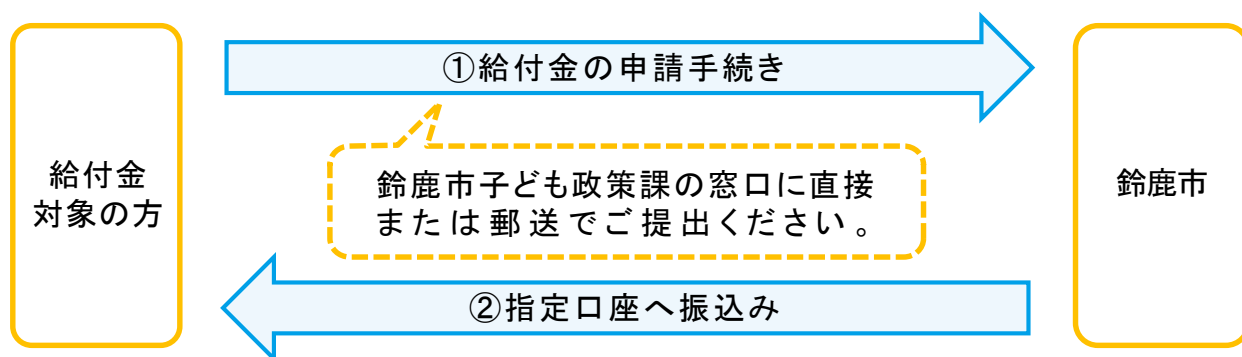 ①給付金の申請手続き
給付金
対象の方
鈴鹿市子ども政策課の窓口に直接
または郵送でご提出ください。
鈴鹿市
②指定口座へ振込み